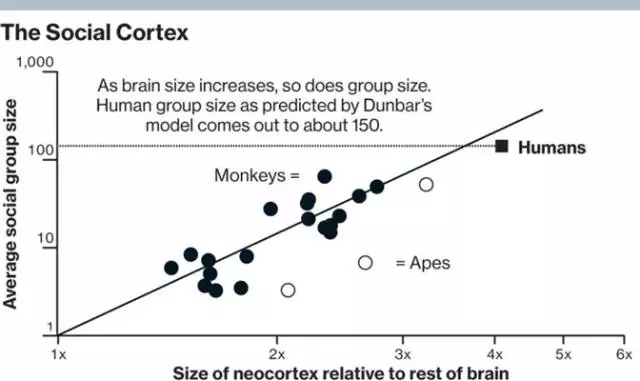 The Social Cortex
1,000
As brain size increases, so does group size.
Human group size as predicted by Dunbar's
model comes out to about 150.
Humans
100
Monkeys =
10
= Apes
1
1x 2x 3x 4x 5x 6x
Average social group size
Size of neocortex relative to rest of brain